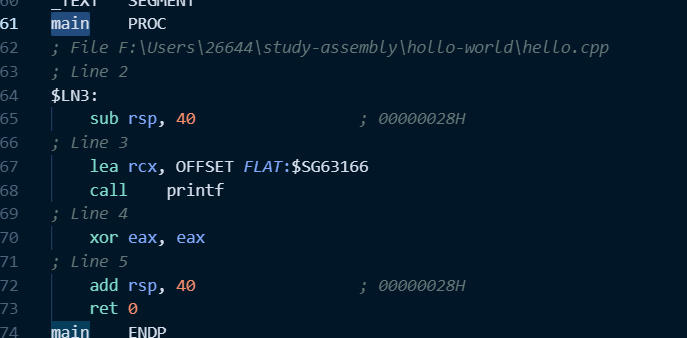 60 _TEXT SEGMENT
61 main PROC
62 ; File F:\Users\26644\study-assembly\hollo-world\hello.cpp
63 ; Line 2
64 $LN3:
65 sub rsp, 40 ; 00000028H
66 ; Line 3
67 lea rcx, OFFSET FLAT:$SG63166
68 call printf
69 ; Line 4
70 xor eax, eax
71 ; Line 5
72 add rsp, 40 ; 00000028H
73 ret 0
74 main ENDP